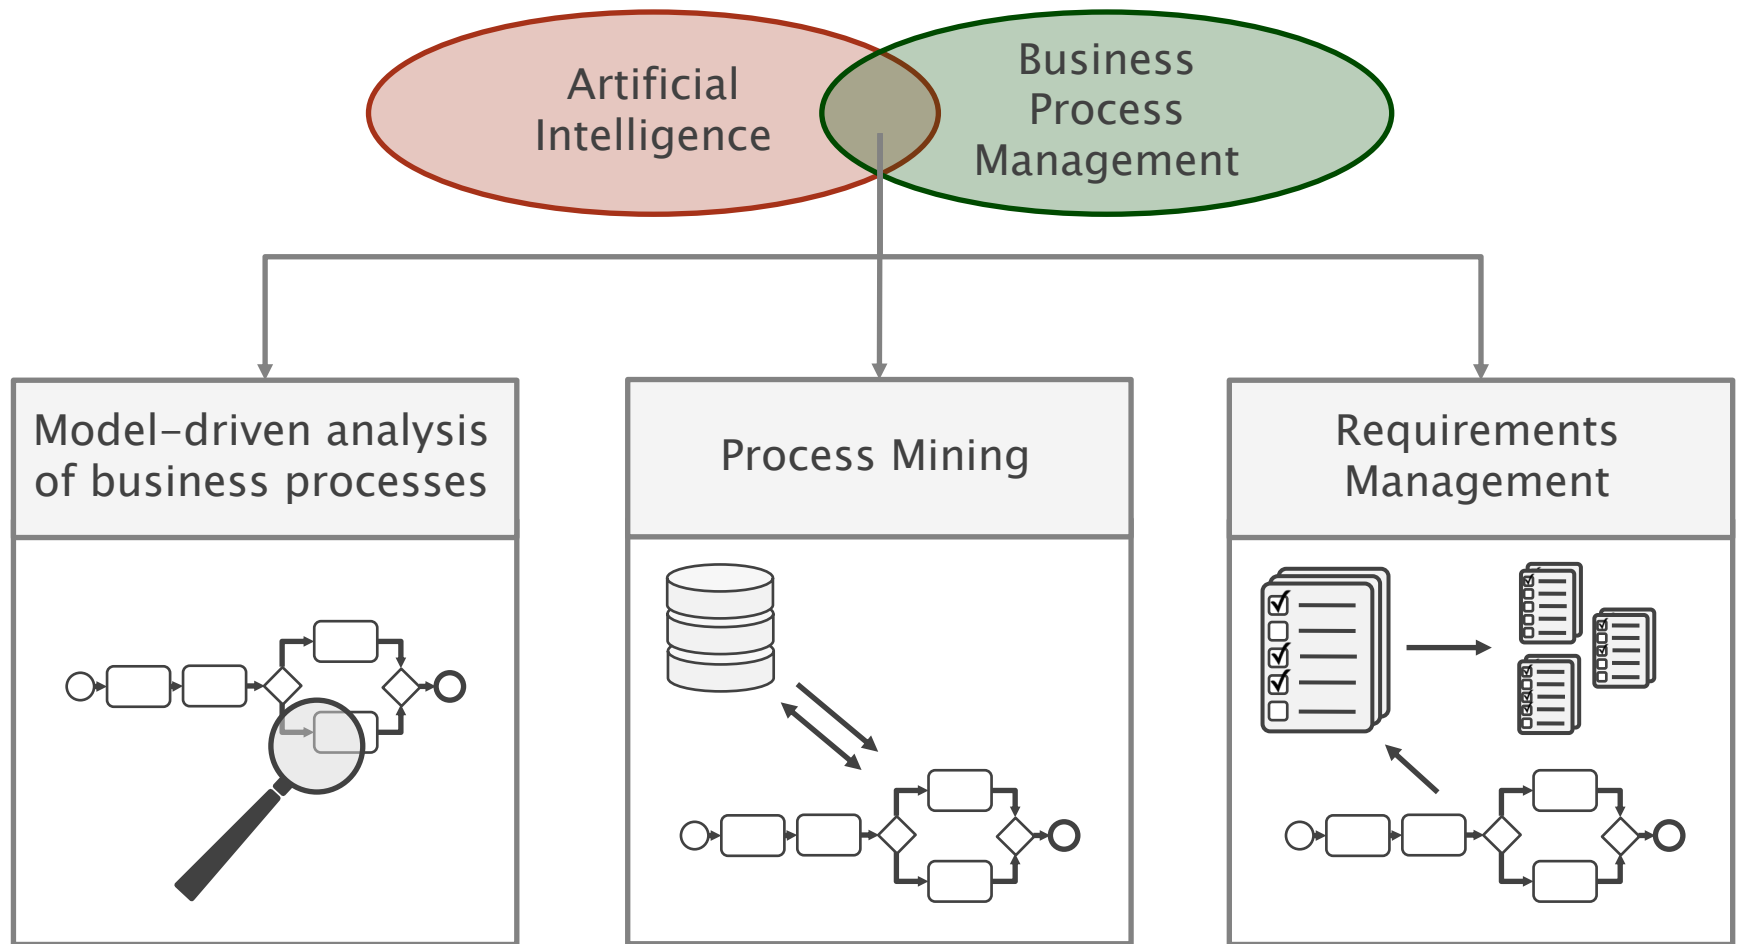 Artificial
Intelligence
Business
Process
Management
Model-driven analysis
of business processes
Process Mining
Requirements
Management